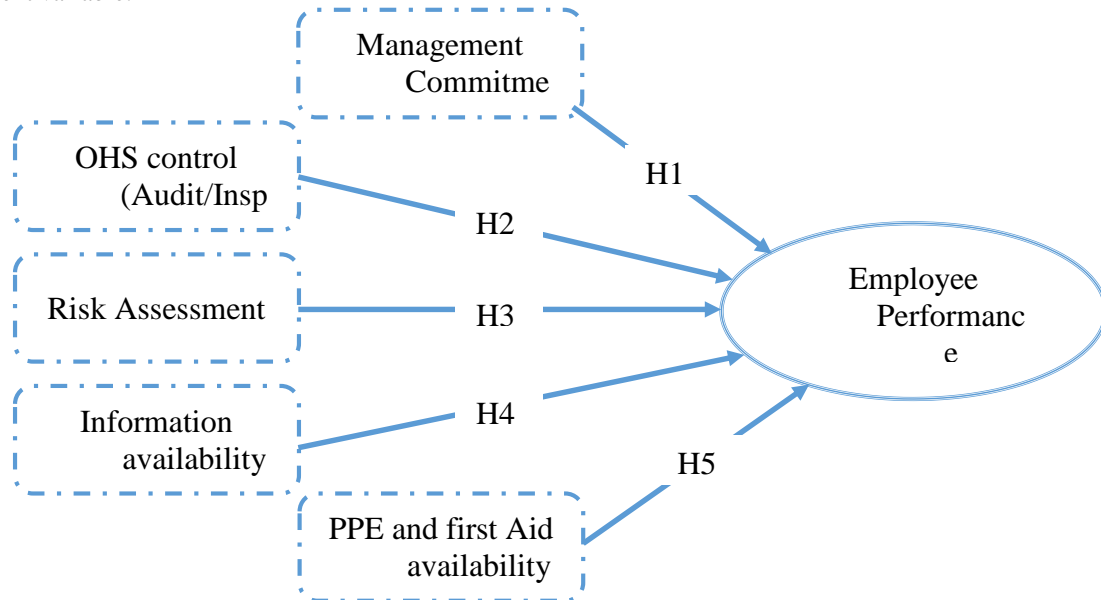 Management
Commitme
OHS control
(Audit/Insp
H1
H2
Risk Assessment
H3
Employee
Performanc
e
Information
availability
H4
H5
PPE and first Aid
availability